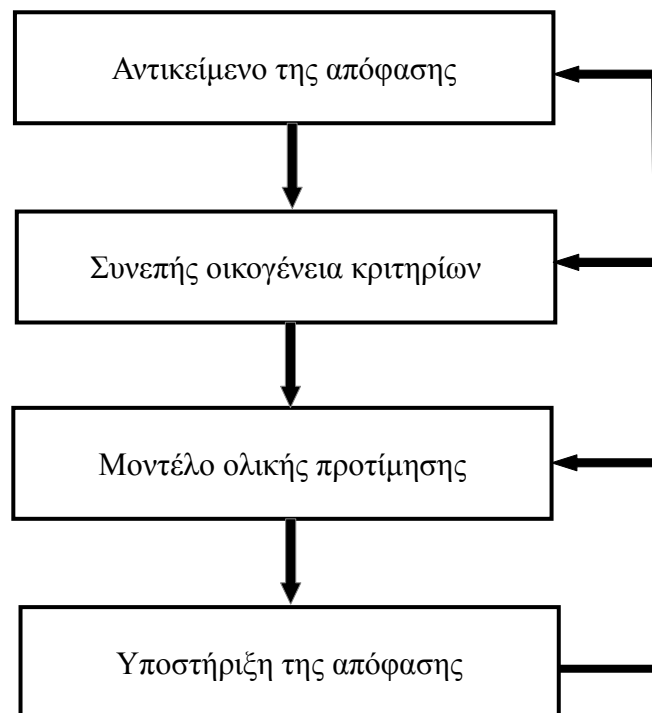 Αντικείμενο της απόφασης
Συνεπής οικογένεια κριτηρίων
Μοντέλο ολικής προτίμησης
Υποστήριξη της απόφασης